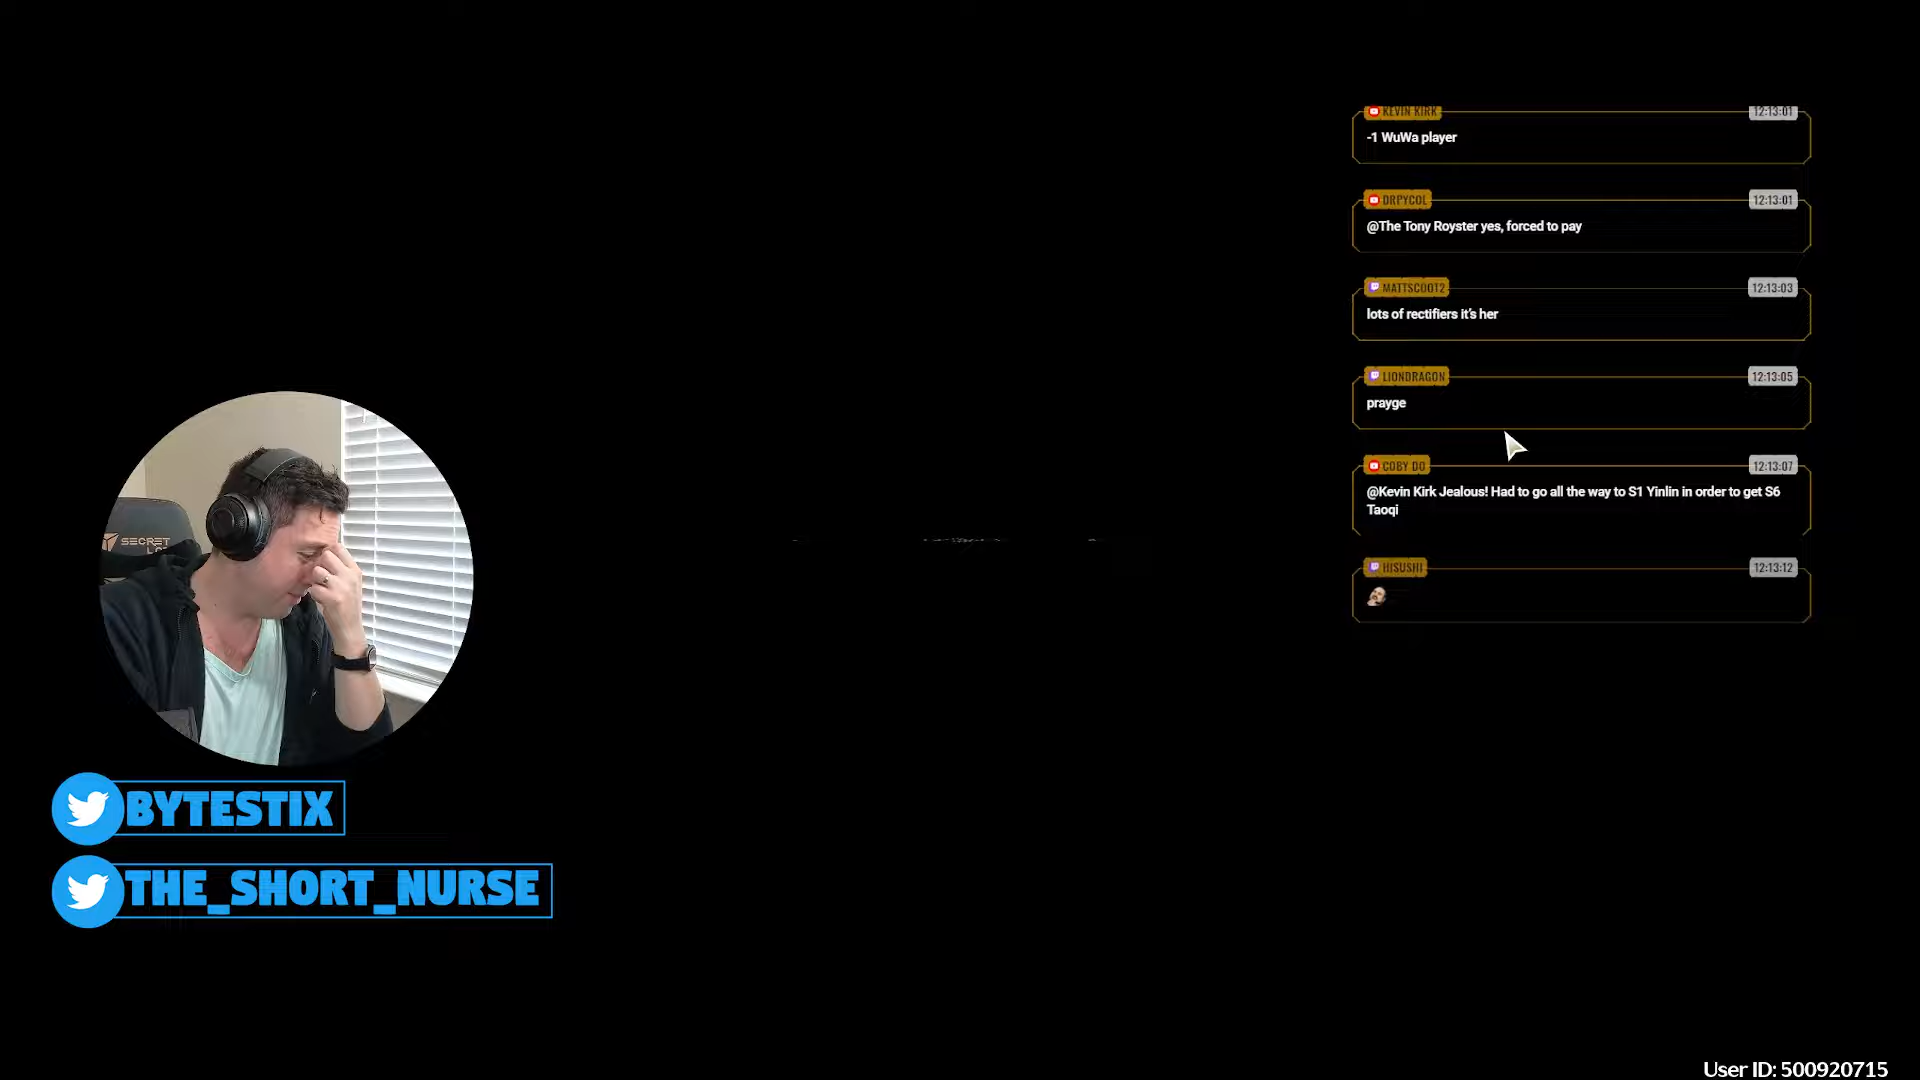 KEVIN KIRK
12:13:01
-1 WuWa player
DRPYCOL
12:13:01
@The Tony Royster yes, forced to pay
MATTSCOOT2
12:13:03
lots of rectifiers it's her
LIONDRAGON
12:13:05
prayge
COBY DO
12:13:07
@Kevin Kirk Jealous! Had to go all the way to S1 Yinlin in order to get S6
Taoqi
HISUSHI
12:13:12
SECRET
BYTESTIX
THE_SHORT_NURSE
User ID: 500920715